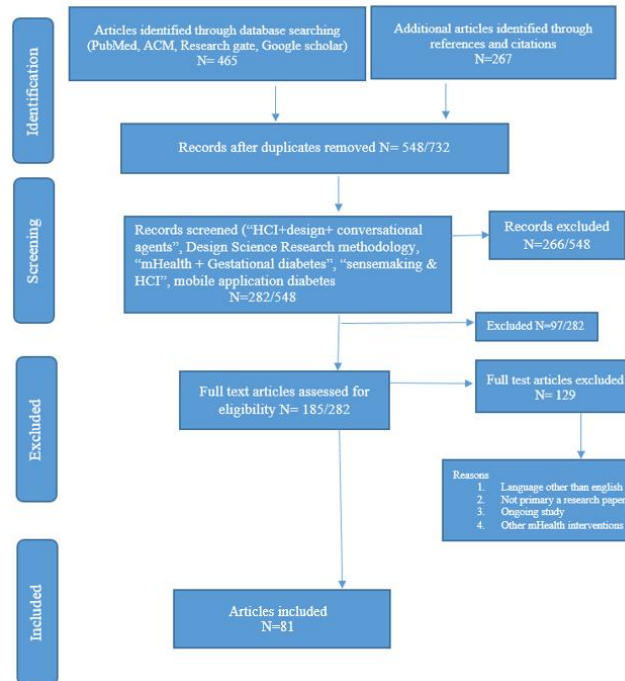 Articles identified through database searching
(PubMed, ACM, Research gate, Google scholar)
N= 465
Additional articles identified through
references and citations
N=267
Identification
Records after duplicates removed N= 548/732
Screening
Records screened (“HCI+design+ conversational
agents”, Design Science Research methodology,
“mHealth + Gestational diabetes”, “sensemaking &
HCI”, mobile application diabetes
N=282/548
Records excluded
N=266/548
Excluded N=97/282
Excluded
Full text articles assessed for
eligibility N= 185/282
Full test articles excluded
N= 129
Reasons
1. Language other than english
2. Not primary a research paper
3. Ongoing study
4. Other mHealth interventions
Included
Articles included
N=81